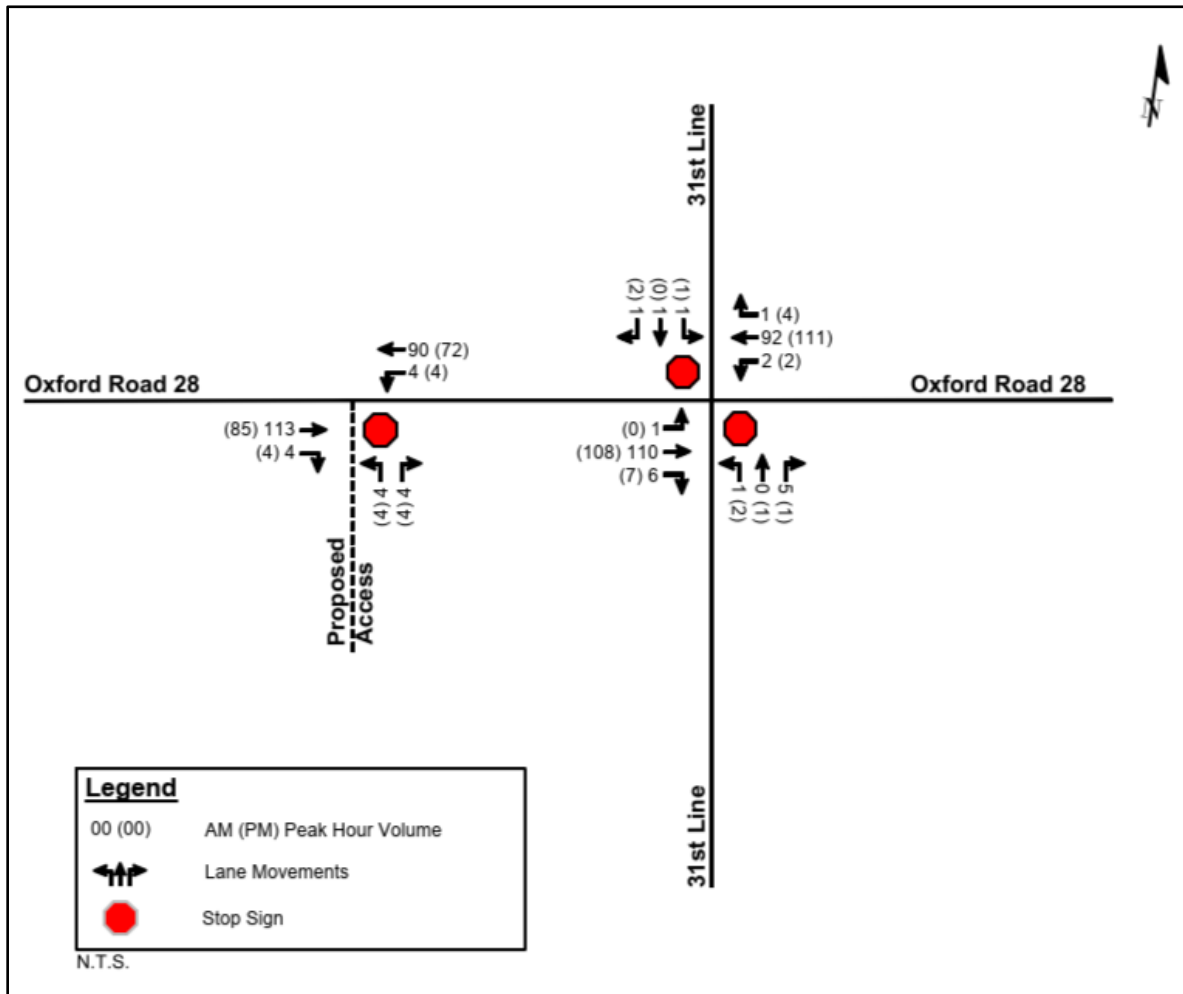 N
31st Line
(2) 1
(0) 1
(1) 1
1 (4)
92 (111)
2 (2)
90 (72)
4 (4)
Oxford Road 28
Oxford Road 28
(85) 113
(4) 4
(0) 1
(108) 110
(7) 6
(4) 4
(4) 4
1 (2)
0 (1)
5 (1)
Proposed
Access
31st Line
Legend
00 (00) AM (PM) Peak Hour Volume
Lane Movements
Stop Sign
N.T.S.